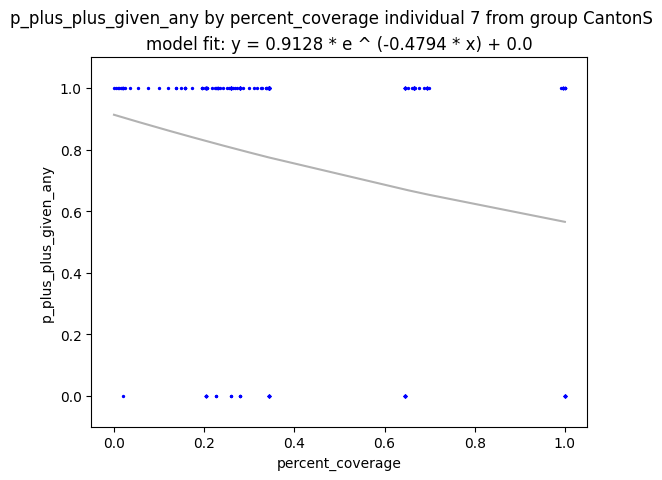 p_plus_plus_given_any by percent_coverage individual 7 from group CantonS
model fit: y = 0.9128 * e ^ (-0.4794 * x) + 0.0
p_plus_plus_given_any
1.0
0.8
0.6
0.4
0.2
0.0
0.0 0.2 0.4 0.6 0.8 1.0
percent_coverage